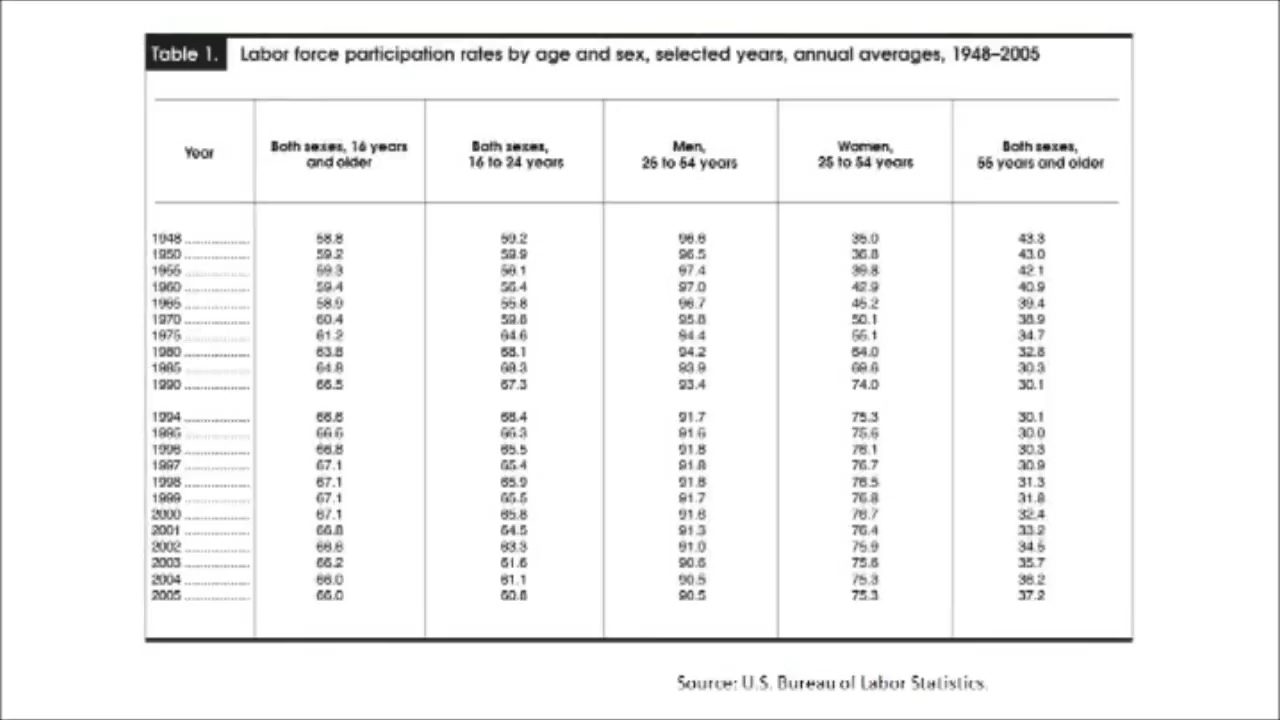 Table 1. Labor force participation rates by age and sex, selected years, annual averages, 1948–2005
Year
Both sexes, 16 years
and older
Both sexes,
16 to 24 years
Men,
25 to 54 years
Women,
25 to 54 years
Both sexes,
55 years and older
1948 58.8 59.2 96.6 35.0 43.3
1950 59.2 59.9 96.5 36.8 43.0
1955 59.3 58.1 97.4 39.8 42.1
1960 59.4 56.4 97.0 42.9 40.9
1965 58.9 55.8 96.7 45.2 39.4
1970 60.4 59.8 95.8 50.1 38.9
1975 61.2 64.6 94.4 55.1 34.7
1980 63.8 68.1 94.2 64.0 32.8
1985 64.8 68.3 93.9 69.6 30.3
1990 66.5 67.3 93.4 74.0 30.1
1994 66.6 66.4 91.7 75.3 30.1
1995 66.6 66.3 91.6 75.6 30.0
1996 66.8 65.5 91.8 76.1 30.3
1997 67.1 65.4 91.8 76.7 30.9
1998 67.1 65.9 91.8 76.5 31.3
1999 67.1 65.5 91.7 76.8 31.8
2000 67.1 65.8 91.6 76.7 32.4
2001 66.8 64.5 91.3 76.4 33.2
2002 66.6 63.3 91.0 75.9 34.5
2003 66.2 61.6 90.6 75.6 35.7
2004 66.0 61.1 90.5 75.3 36.2
2005 66.0 60.8 90.5 75.3 37.2
Source: U.S. Bureau of Labor Statistics.